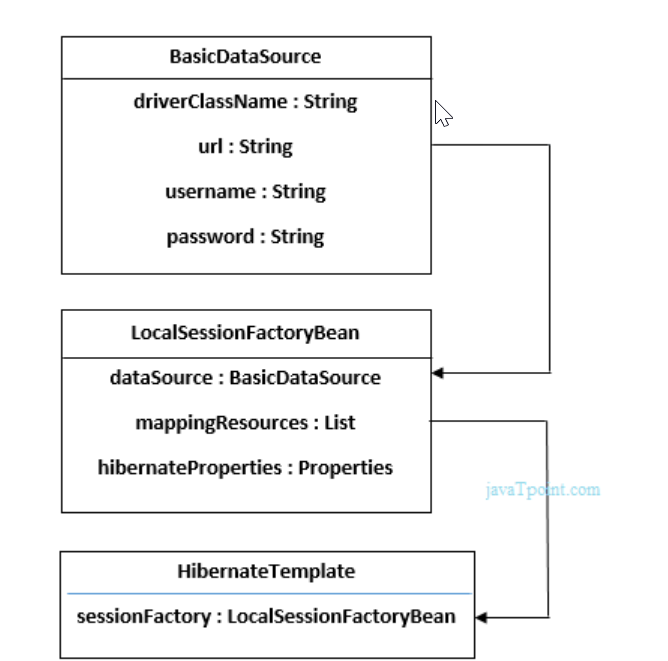 BasicDataSource
driverClassName : String
url : String
username : String
password : String
LocalSessionFactoryBean
dataSource : BasicDataSource
mappingResources : List
hibernateProperties : Properties
javaTpoint.com
HibernateTemplate
sessionFactory : LocalSessionFactoryBean